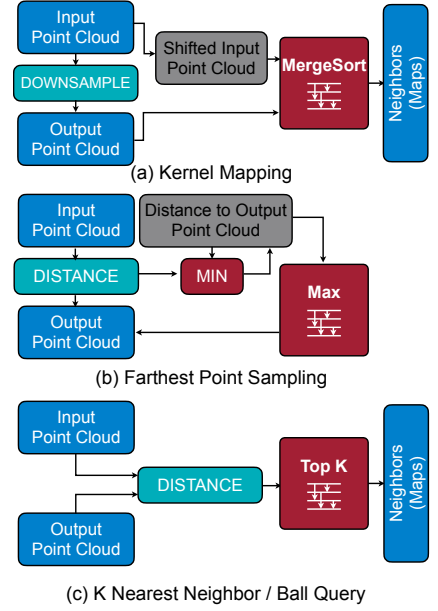 Input
Point Cloud
Shifted Input
Point Cloud
MergeSort
Neighbors
(Maps)
DOWNSAMPLE
Output
Point Cloud
(a) Kernel Mapping
Input
Point Cloud
Distance to Output
Point Cloud
DISTANCE
MIN
Max
Output
Point Cloud
(b) Farthest Point Sampling
Input
Point Cloud
DISTANCE
Top K
Neighbors
(Maps)
Output
Point Cloud
(c) K Nearest Neighbor / Ball Query